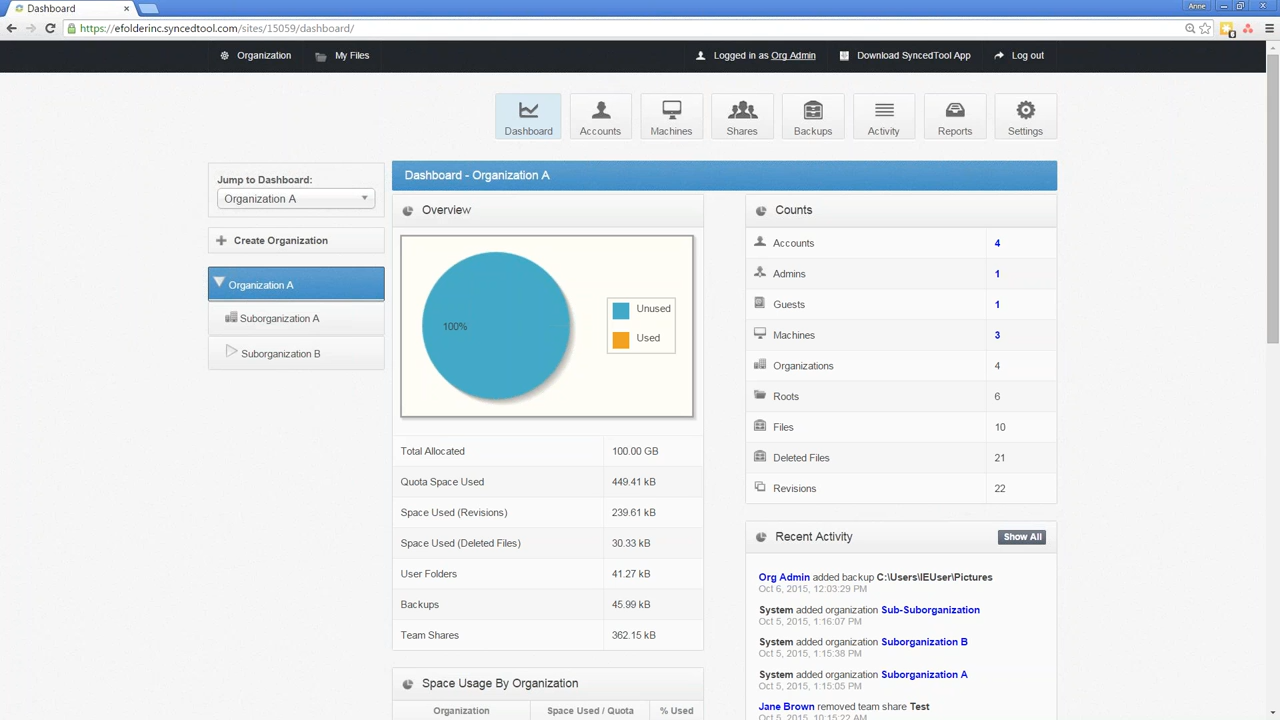 Dashboard
Anne
https://efolderinc.syncedtool.com/sites/15059/dashboard/
Organization
My Files
Logged in as Org Admin
Download SyncedTool App
Log out
Dashboard
Accounts
Machines
Shares
Backups
Activity
Reports
Settings
Jump to Dashboard:
Organization A
Create Organization
Organization A
Suborganization A
Suborganization B
Dashboard - Organization A
Overview
100%
Unused
Used
Total Allocated 100.00 GB
Quota Space Used 449.41 kB
Space Used (Revisions) 239.61 kB
Space Used (Deleted Files) 30.33 kB
User Folders 41.27 kB
Backups 45.99 kB
Team Shares 362.15 kB
Space Usage By Organization
Organization Space Used / Quota % Used
Counts
Accounts 4
Admins 1
Guests 1
Machines 3
Organizations 4
Roots 6
Files 10
Deleted Files 21
Revisions 22
Recent Activity
Show All
Org Admin added backup C:\Users\IEUser\Pictures
Oct 6, 2015, 12:03:29 PM
System added organization Sub-Suborganization
Oct 5, 2015, 1:16:07 PM
System added organization Suborganization B
Oct 5, 2015, 1:15:38 PM
System added organization Suborganization A
Oct 5, 2015, 1:15:05 PM
Jane Brown removed team share Test
Oct 5, 2015, 10:15:22 AM